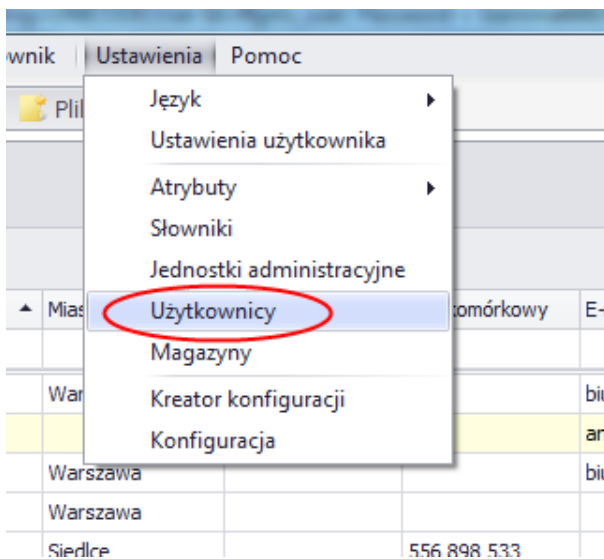 Ustawienia Pomoc
Język
Ustawienia użytkownika
Atrybuty
Słowniki
Jednostki administracyjne
Użytkownicy
Magazyny
Kreator konfiguracji
Konfiguracja
Warszawa
Warszawa
Siedlce 556 898 533